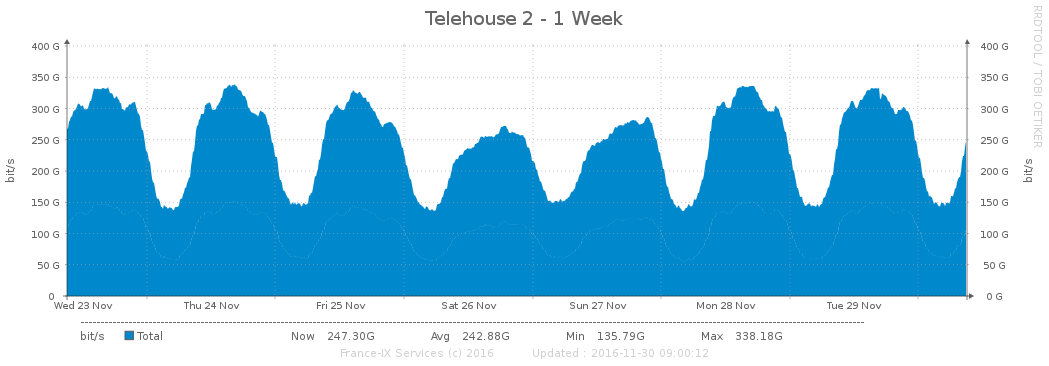 Telehouse 2 - 1 Week
RRDTOOL / TOBI OETIKER
400 G 400 G
350 G 350 G
300 G 300 G
250 G 250 G
200 G 200 G
150 G 150 G
100 G 100 G
50 G 50 G
0 0 G
bit/s bit/s
Wed 23 Nov Thu 24 Nov Fri 25 Nov Sat 26 Nov Sun 27 Nov Mon 28 Nov Tue 29 Nov
bit/s Total Now 247.30G Avg 242.88G Min 135.79G Max 338.18G
France-IX Services (c) 2016 Updated : 2016-11-30 09:00:12